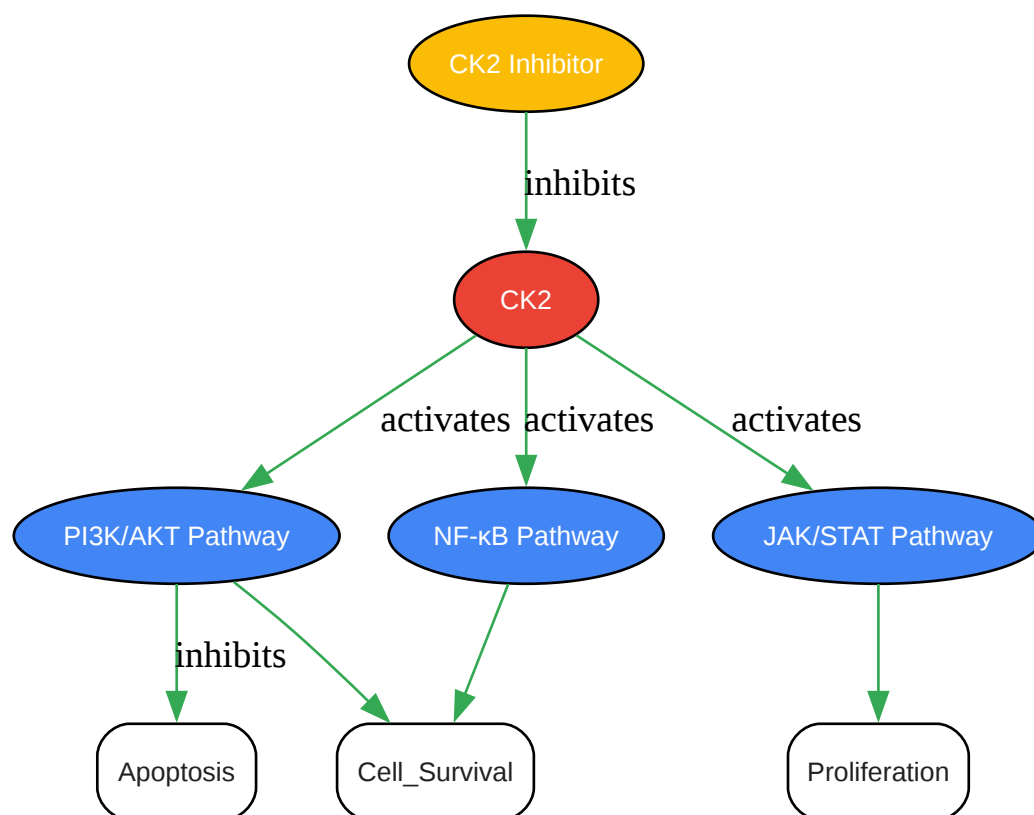 CK2 Inhibitor
inhibits
CK2
activates activates activates
PI3K/AKT Pathway NF-κB Pathway JAK/STAT Pathway
inhibits
Apoptosis Cell_Survival Proliferation